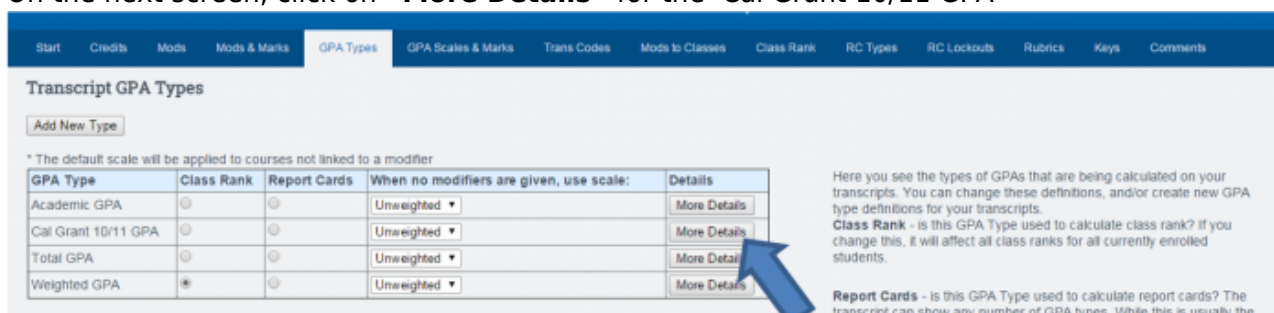 On the next screen, click on "More Details" for the "Cal Grant 10/11 GPA"
Start Credits Mods Mods & Marks GPA Types GPA Scales & Marks Trans Codes Mods to Classes Class Rank RC Types RC Lockouts Rubrics Keys Comments
Transcript GPA Types
Add New Type
* The default scale will be applied to courses not linked to a modifier
GPA Type Class Rank Report Cards When no modifiers are given, use scale: Details
Academic GPA Unweighted ▼ More Details
Cal Grant 10/11 GPA Unweighted ▼ More Details
Total GPA Unweighted ▼ More Details
Weighted GPA Unweighted ▼ More Details
Here you see the types of GPAs that are being calculated on your
transcripts. You can change these definitions, and/or create new GPA
type definitions for your transcripts.
Class Rank - is this GPA Type used to calculate class rank? If you
change this, it will affect all class ranks for all currently enrolled
students.
Report Cards - is this GPA Type used to calculate report cards? The
transcript can show any number of GPA types. While this is usually the